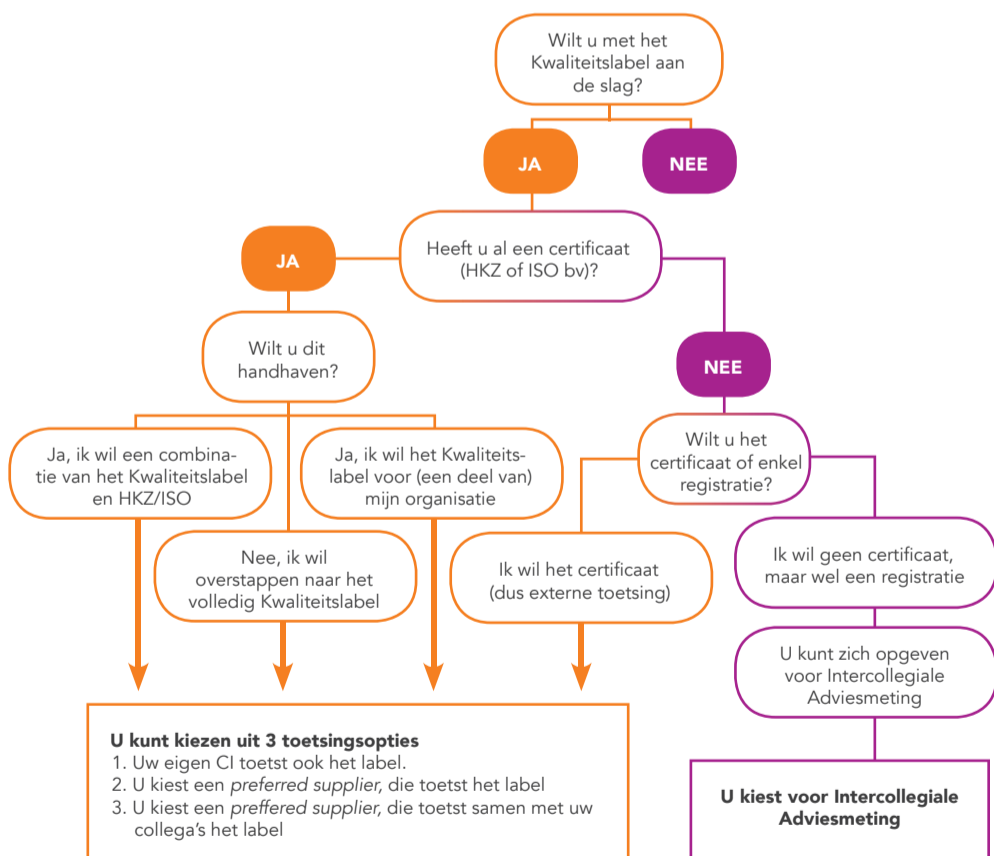 Wilt u met het
Kwaliteitslabel aan
de slag?
JA
NEE
Heeft u al een certificaat
(HKZ of ISO bv)?
JA
NEE
Wilt u dit
handhaven?
Ja, ik wil een combina-
tie van het Kwaliteitslabel
en HKZ/ISO
Ja, ik wil het Kwaliteits-
label voor (een deel van)
mijn organisatie
Wilt u het
certificaat of enkel
registratie?
Nee, ik wil
overstappen naar het
volledig Kwaliteitslabel
Ik wil het certificaat
(dus externe toetsing)
Ik wil geen certificaat,
maar wel een registratie
U kunt zich opgeven
voor Intercollegiale
Adviesmeting
U kunt kiezen uit 3 toetsingsopties
1. Uw eigen CI toetst ook het label.
2. U kiest een preferred supplier, die toetst het label
3. U kiest een preffered supplier, die toetst samen met uw
collega's het label
U kiest voor Intercollegiale
Adviesmeting